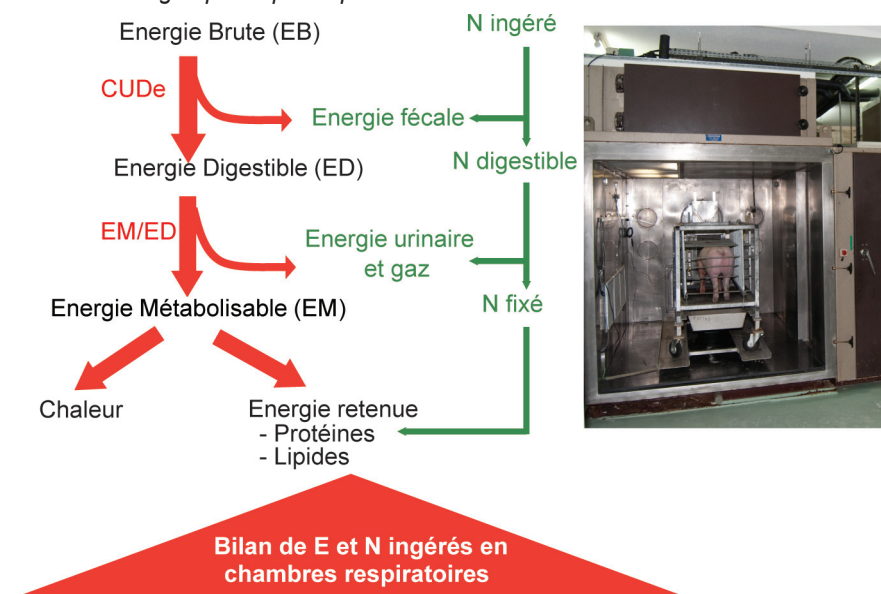 Energie Brute (EB)
N ingéré
CUDe
Energie fécale
Energie Digestible (ED)
N digestible
EM/ED
Energie urinaire
et gaz
Energie Métabolisable (EM)
N fixé
Chaleur
Energie retenue
- Protéines
- Lipides
Bilan de E et N ingérés en
chambres respiratoires